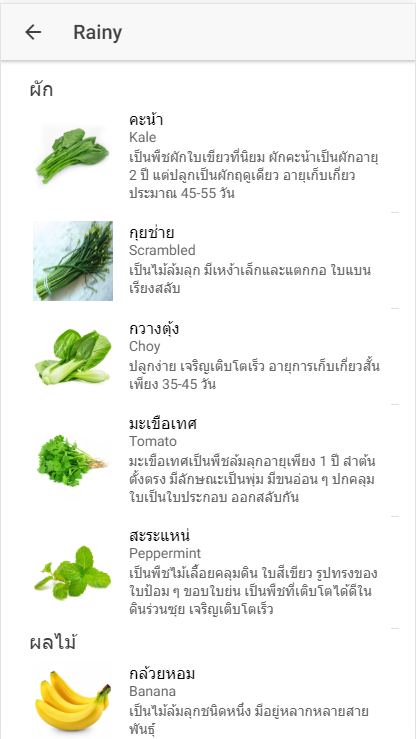 Rainy
ผัก
คะน้า
Kale
เป็นพืชผักใบเขียวที่นิยม ผักคะน้าเป็นผักอายุ
2 ปี แต่ปลูกเป็นผักฤดูเดียว อายุเก็บเกี่ยว
ประมาณ 45-55 วัน
กุยช่าย
Scrambled
เป็นไม้ล้มลุก มีเหง้าเล็กและแตกกอ ใบแบน
เรียงสลับ
กวางตุ้ง
Choy
ปลูกง่าย เจริญเติบโตเร็ว อายุการเก็บเกี่ยวสั้น
เพียง 35-45 วัน
มะเขือเทศ
Tomato
มะเขือเทศเป็นพืชล้มลุกอายุเพียง 1 ปี ลำต้น
ตั้งตรง มีลักษณะเป็นพุ่ม มีขนอ่อน ๆ ปกคลุม
ใบเป็นใบประกอบ ออกสลับกัน
สะระแหน่
Peppermint
เป็นพืชไม้เลื้อยคลุมดิน ใบสีเขียว รูปทรงของ
ใบป้อม ๆ ขอบใบย่น เป็นพืชที่เติบโตได้ดีใน
ดินร่วนซุย เจริญเติบโตเร็ว
ผลไม้
กล้วยหอม
Banana
เป็นไม้ล้มลุกชนิดหนึ่ง มีอยู่หลากหลายสาย
พันธุ์